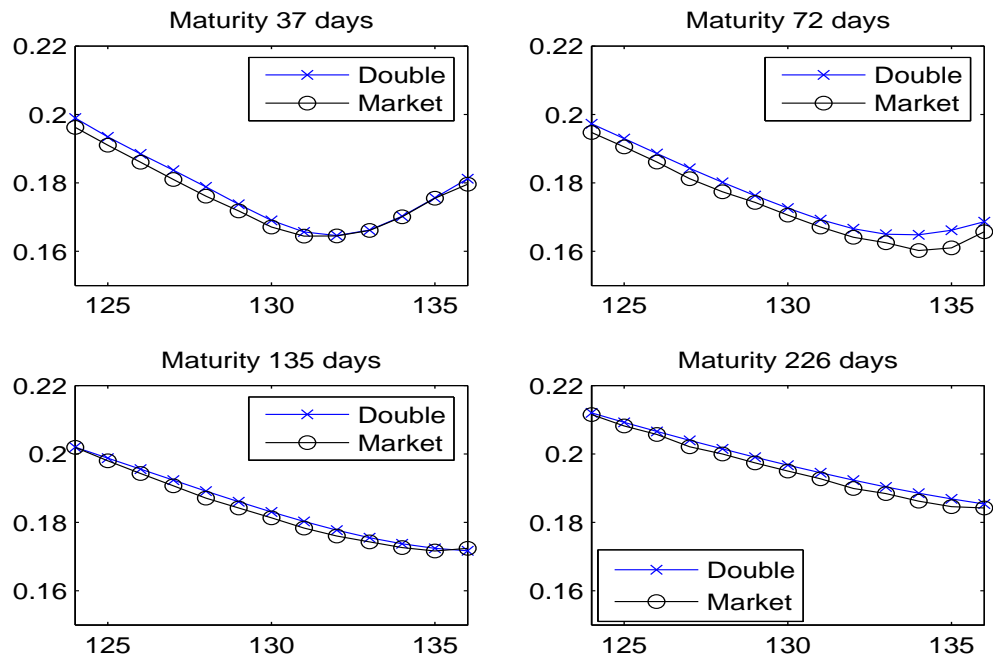 Maturity 37 days
0.22
0.2
0.18
0.16
125
130
135
Double
Market
Maturity 72 days
0.22
0.2
0.18
0.16
125
130
135
Double
Market
Maturity 135 days
0.22
0.2
0.18
0.16
125
130
135
Double
Market
Maturity 226 days
0.22
0.2
0.18
0.16
125
130
135
Double
Market